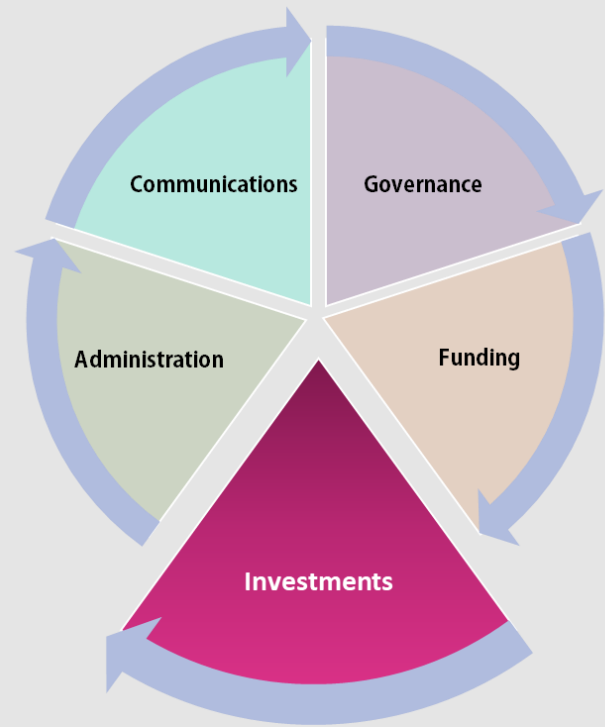 Communications
Governance
Administration
Funding
Investments